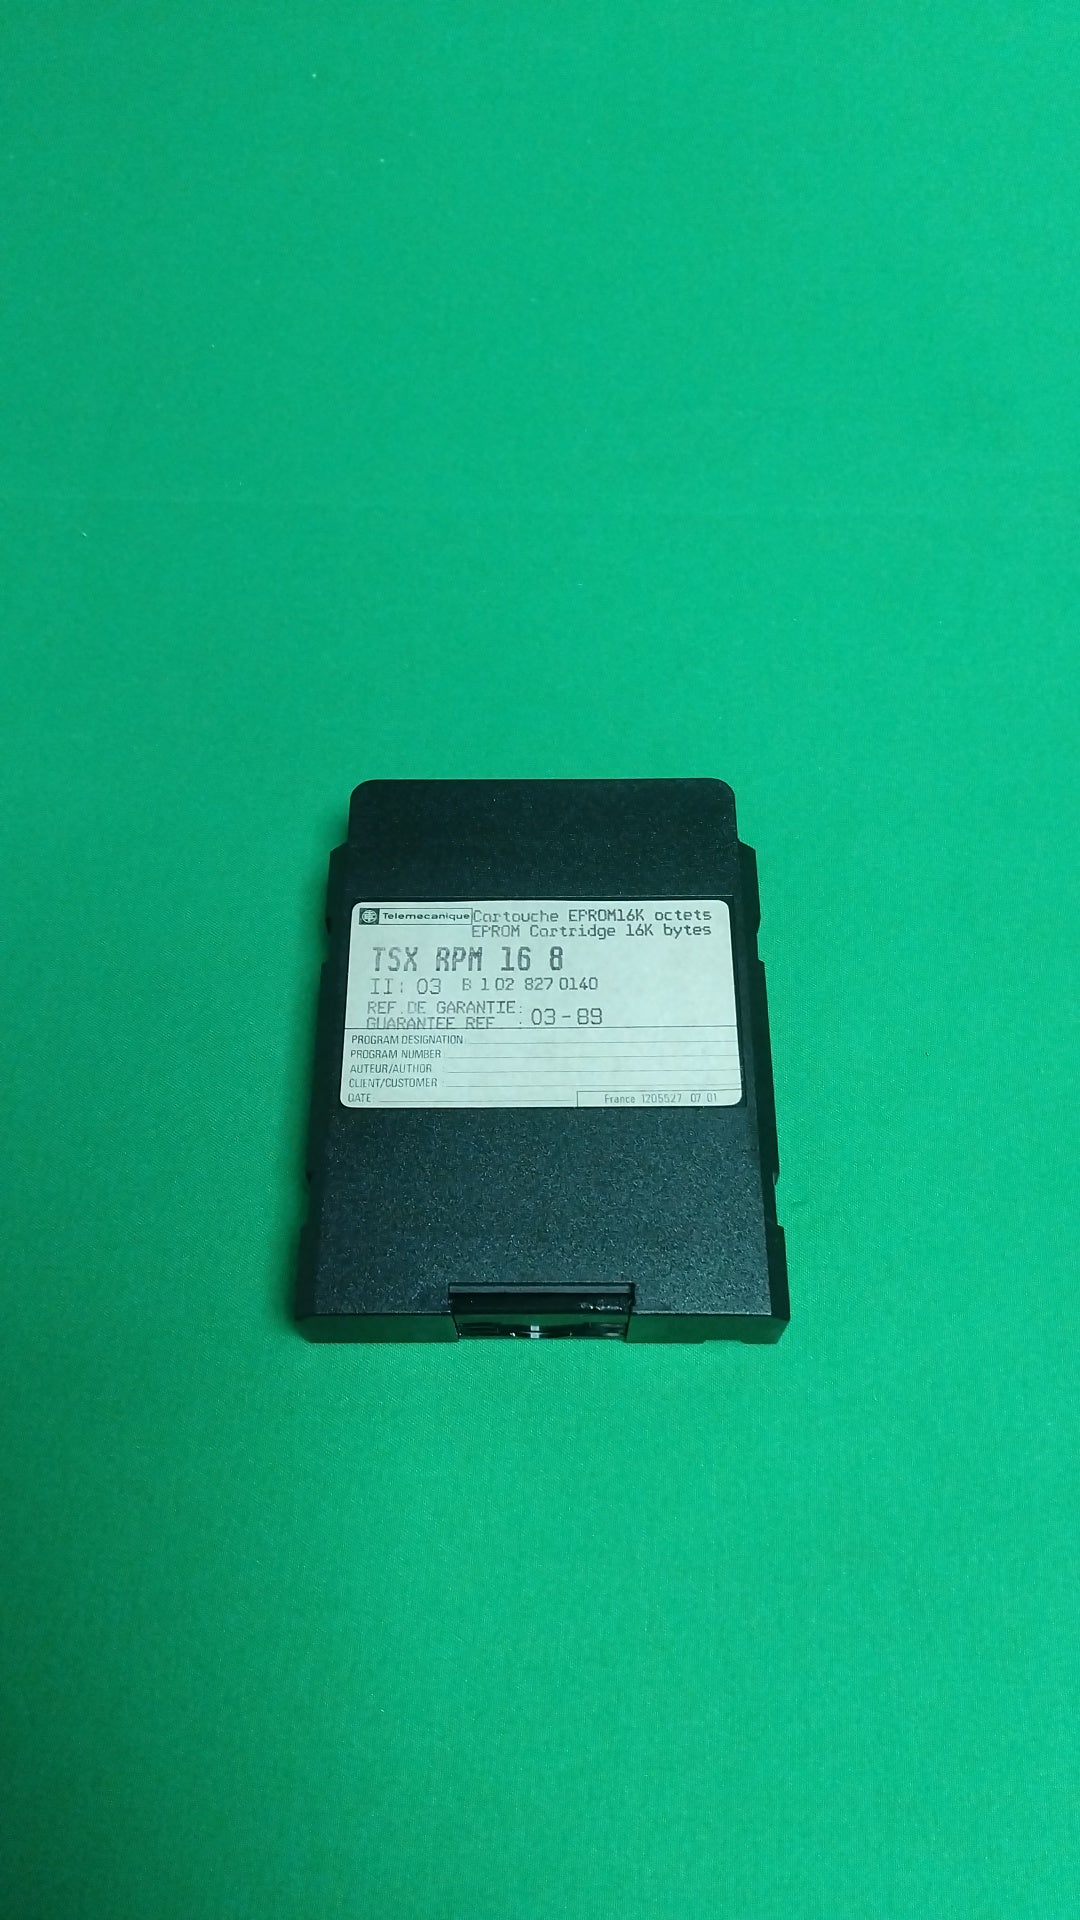 Telemecanique Cartouche EPROM16K octets
EPROM Cartridge 16K bytes
TSX RPM 16 8
II: 03 B 1 02 827 0140
REF.DE GARANTIE:
GUARANTEE REF : 03-89
PROGRAM DESIGNATION
PROGRAM NUMBER
AUTEUR/AUTHOR
CLIENT/CUSTOMER
DATE
France 1205527 07 01